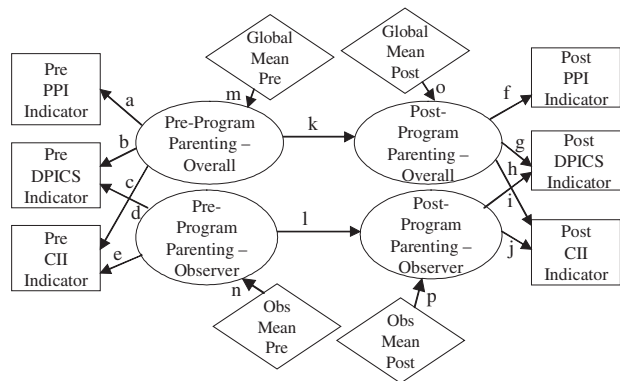 Global
Mean
Pre
Global
Mean
Post
Pre
PPI
Indicator
Post
PPI
Indicator
a
m
o
f
Pre-Program
Parenting –
Overall
k
Post-
Program
Parenting –
Overall
b
g
Pre
DPICS
Indicator
Post
DPICS
Indicator
c
h
d
i
Pre-
Program
Parenting –
Observer
l
Post-Program
Parenting –
Observer
e
j
Pre
CII
Indicator
Post
CII
Indicator
n
p
Obs
Mean
Pre
Obs
Mean
Post